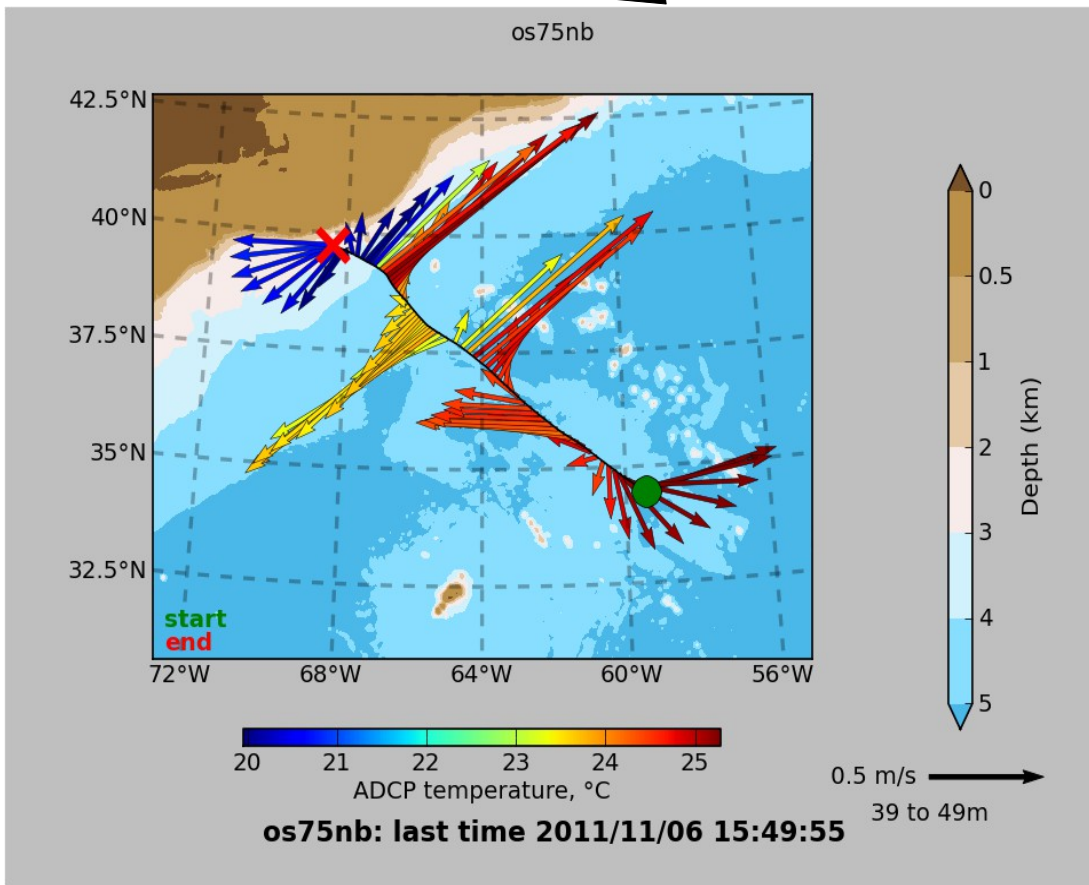 os75nb
42.5°N
40°N
37.5°N
35°N
32.5°N
start
end
72°W 68°W 64°W 60°W 56°W
0
0.5
1
2
3
4
5
Depth (km)
20 21 22 23 24 25
ADCP temperature, °C
0.5 m/s
39 to 49m
os75nb: last time 2011/11/06 15:49:55